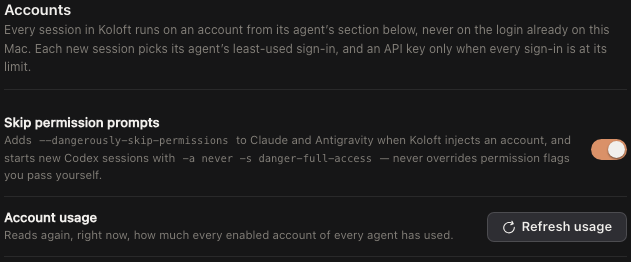 Accounts
Every session in Koloft runs on an account from its agent's section below, never on the login already on this
Mac. Each new session picks its agent's least-used sign-in, and an API key only when every sign-in is at its
limit.
Skip permission prompts
Adds --dangerously-skip-permissions to Claude and Antigravity when Koloft injects an account, and
starts new Codex sessions with -a never -s danger-full-access — never overrides permission flags
you pass yourself.
Account usage
Reads again, right now, how much every enabled account of every agent has used.
Refresh usage